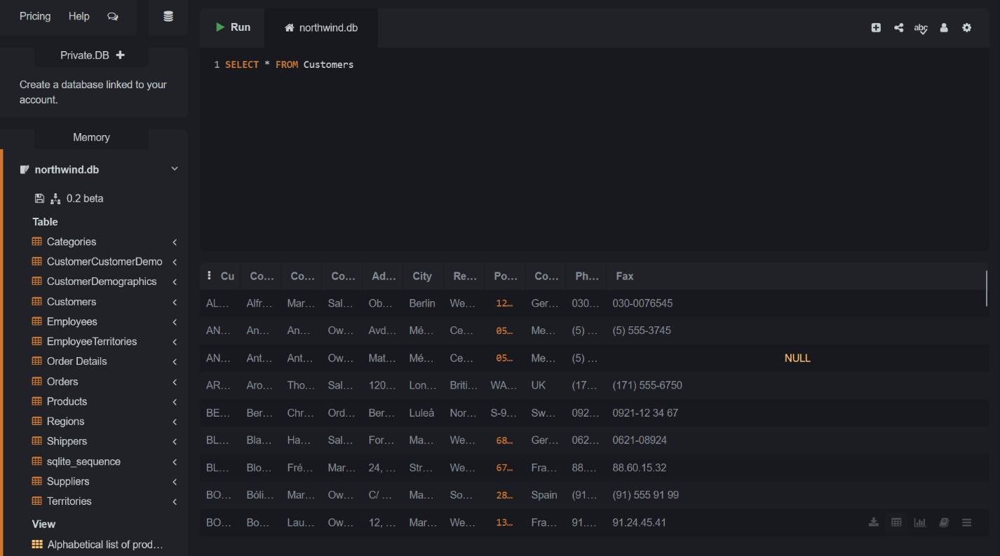 Pricing Help
Run northwind.db abc
Private.DB
Create a database linked to your
account.
Memory
northwind.db
0.2 beta
Table
Categories
CustomerCustomerDemo
CustomerDemographics
Customers
Employees
EmployeeTerritories
Order Details
Orders
Products
Regions
Shippers
sqlite_sequence
Suppliers
Territories
View
Alphabetical list of prod…
1 SELECT * FROM Customers
Cu Co… Co… Co… Ad… City Re… Po… Co… Ph… Fax
AL… Alfr… Mar… Sal… Ob… Berlin We… 12… Ger… 030… 030-0076545
AN… An… An… Ow… Avd… Mé… Ce… 05… Me… (5) … (5) 555-3745
AN… Ant… Ant… Ow… Mat… Mé… Ce… 05… Me… (5) … NULL
AR… Aro… Tho… Sal… 120… Lon… Briti… WA… UK (17… (171) 555-6750
BE… Ber… Chr… Ord… Ber… Luleå Nor… S-9… Sw… 092… 0921-12 34 67
BL… Bla… Ha… Sal… For… Ma… We… 68… Ger… 062… 0621-08924
BL… Blo… Fré… Mar… 24, … Str… We… 67… Fra… 88.… 88.60.15.32
BO… Bóli… Mar… Ow… C/ … Ma… So… 28… Spain (91… (91) 555 91 99
BO… Bo… Lau… Ow… 12, … Mar… We… 13… Fra… 91.… 91.24.45.41